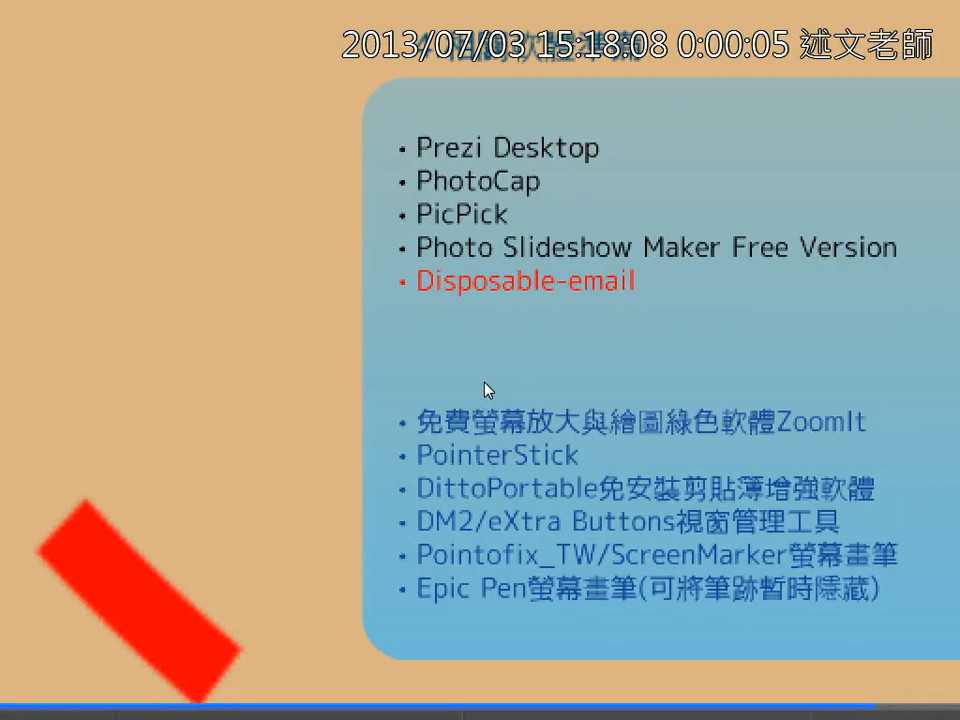 2013/07/03 15:18:08 0:00:05 述文老師
• Prezi Desktop
• PhotoCap
• PicPick
• Photo Slideshow Maker Free Version
• Disposable-email
• 免費螢幕放大與繪圖綠色軟體ZoomIt
• PointerStick
• DittoPortable免安裝剪貼簿增強軟體
• DM2/eXtra Buttons視窗管理工具
• Pointofix_TW/ScreenMarker螢幕畫筆
• Epic Pen螢幕畫筆(可將筆跡暫時隱藏)